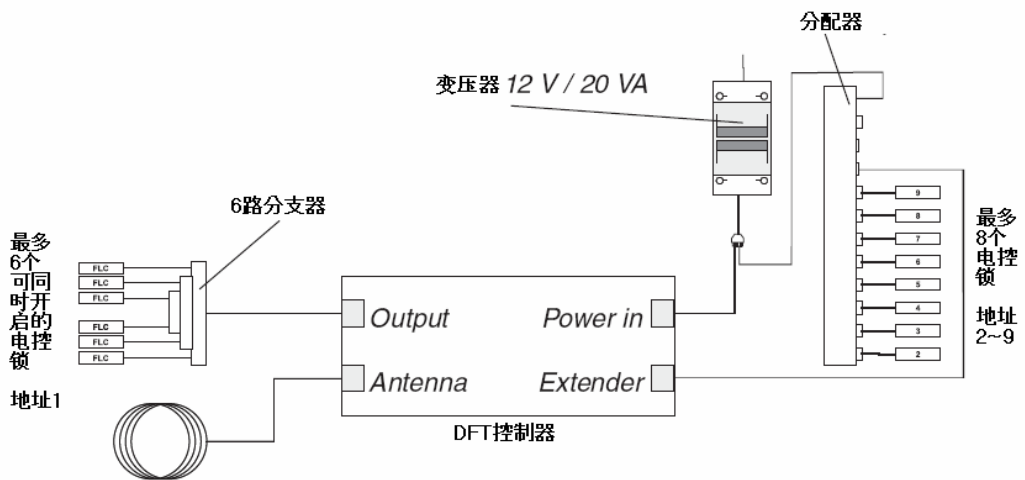 分配器
变压器 12 V / 20 VA
6路分支器
最多
6个
可同
时开
启的
电控
锁
地址1
FLC
FLC
FLC
FLC
FLC
FLC
Output
Power in
Antenna
Extender
DFT控制器
9
8
7
6
5
4
3
2
最多
8个
电控
锁
地址
2~9